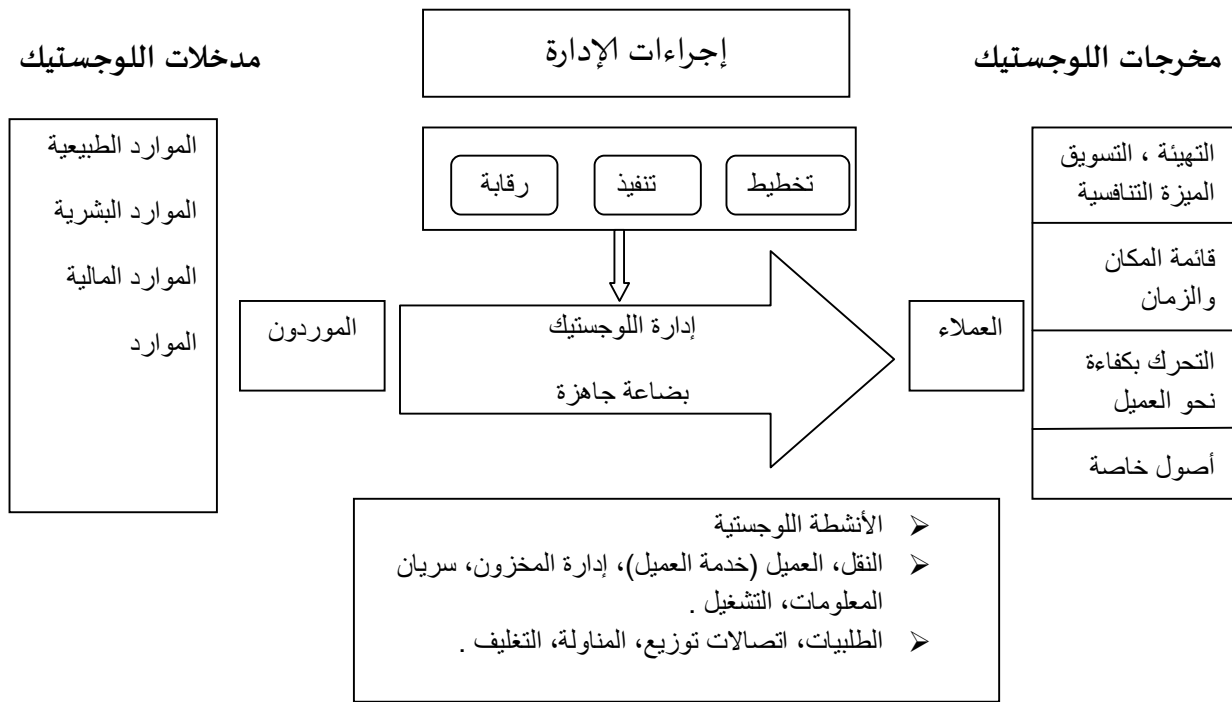 إجراءات الإدارة
مخرجات اللوجستيك
مدخلات اللوجستيك
التهيئة ، التسويق
الميزة التنافسية
قائمة المكان
والزمان
التحرك بكفاءة
نحو العميل
أصول خاصة
تخطيط
تنفيذ
رقابة
الموارد الطبيعية
الموارد البشرية
الموارد المالية
الموارد
العملاء
إدارة اللوجستيك
بضاعة جاهزة
الموردون
الأنشطة اللوجستية
النقل، العميل (خدمة العميل)، إدارة المخزون، سريان
المعلومات، التشغيل .
الطلبيات، اتصالات توزيع، المناولة، التغليف .